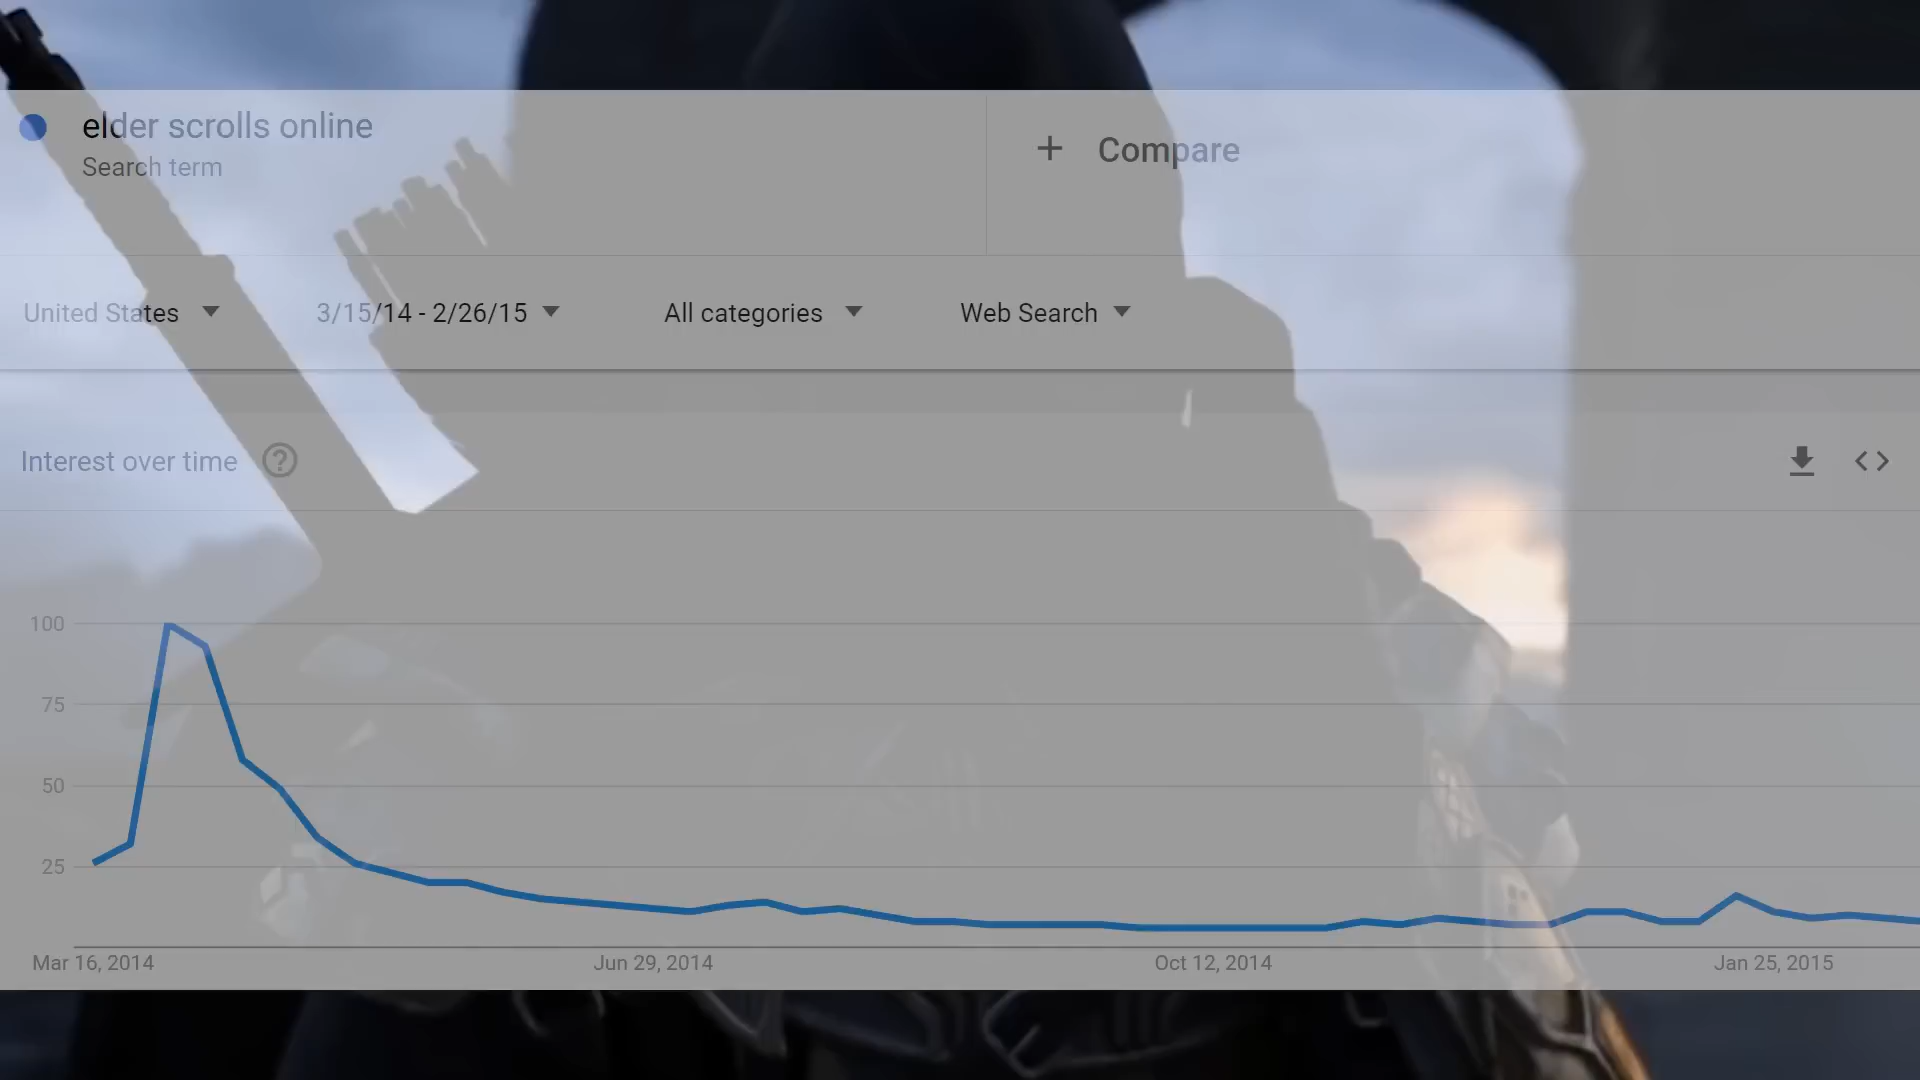 elder scrolls online
Search term
+ Compare
United States
3/15/14 - 2/26/15
All categories
Web Search
Interest over time
100
75
50
25
Mar 16, 2014
Jun 29, 2014
Oct 12, 2014
Jan 25, 2015